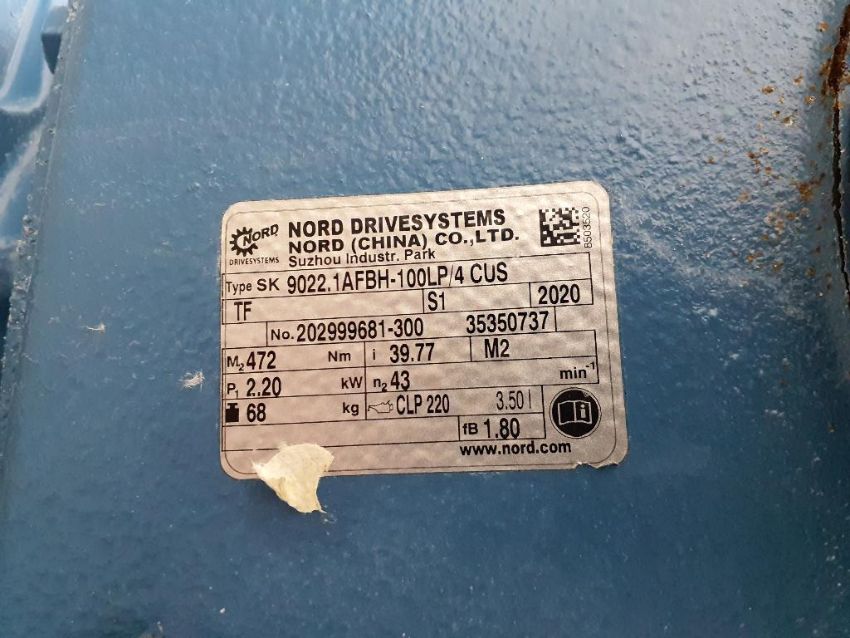 NORD
DRIVESYSTEMS
NORD DRIVESYSTEMS
NORD (CHINA) CO.,LTD.
Suzhou Industr. Park
B503520
Type SK 9022.1AFBH-100LP/4 CUS
TF S1 2020
No. 202999681-300 35350737
M2 472 Nm i 39.77 M2
P1 2.20 kW n2 43 min-1
68 kg CLP 220 3.50 l
fB 1.80
www.nord.com